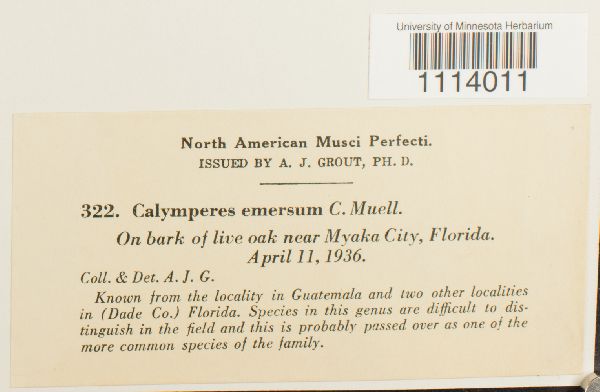 University of Minnesota Herbarium
1114011
North American Musci Perfecti.
ISSUED BY A. J. GROUT, PH. D.
322. Calymperes emersum C. Muell.
On bark of live oak near Myaka City, Florida.
April 11, 1936.
Coll. & Det. A. J. G.
Known from the locality in Guatemala and two other localities
in (Dade Co.) Florida. Species in this genus are difficult to dis-
tinguish in the field and this is probably passed over as one of the
more common species of the family.